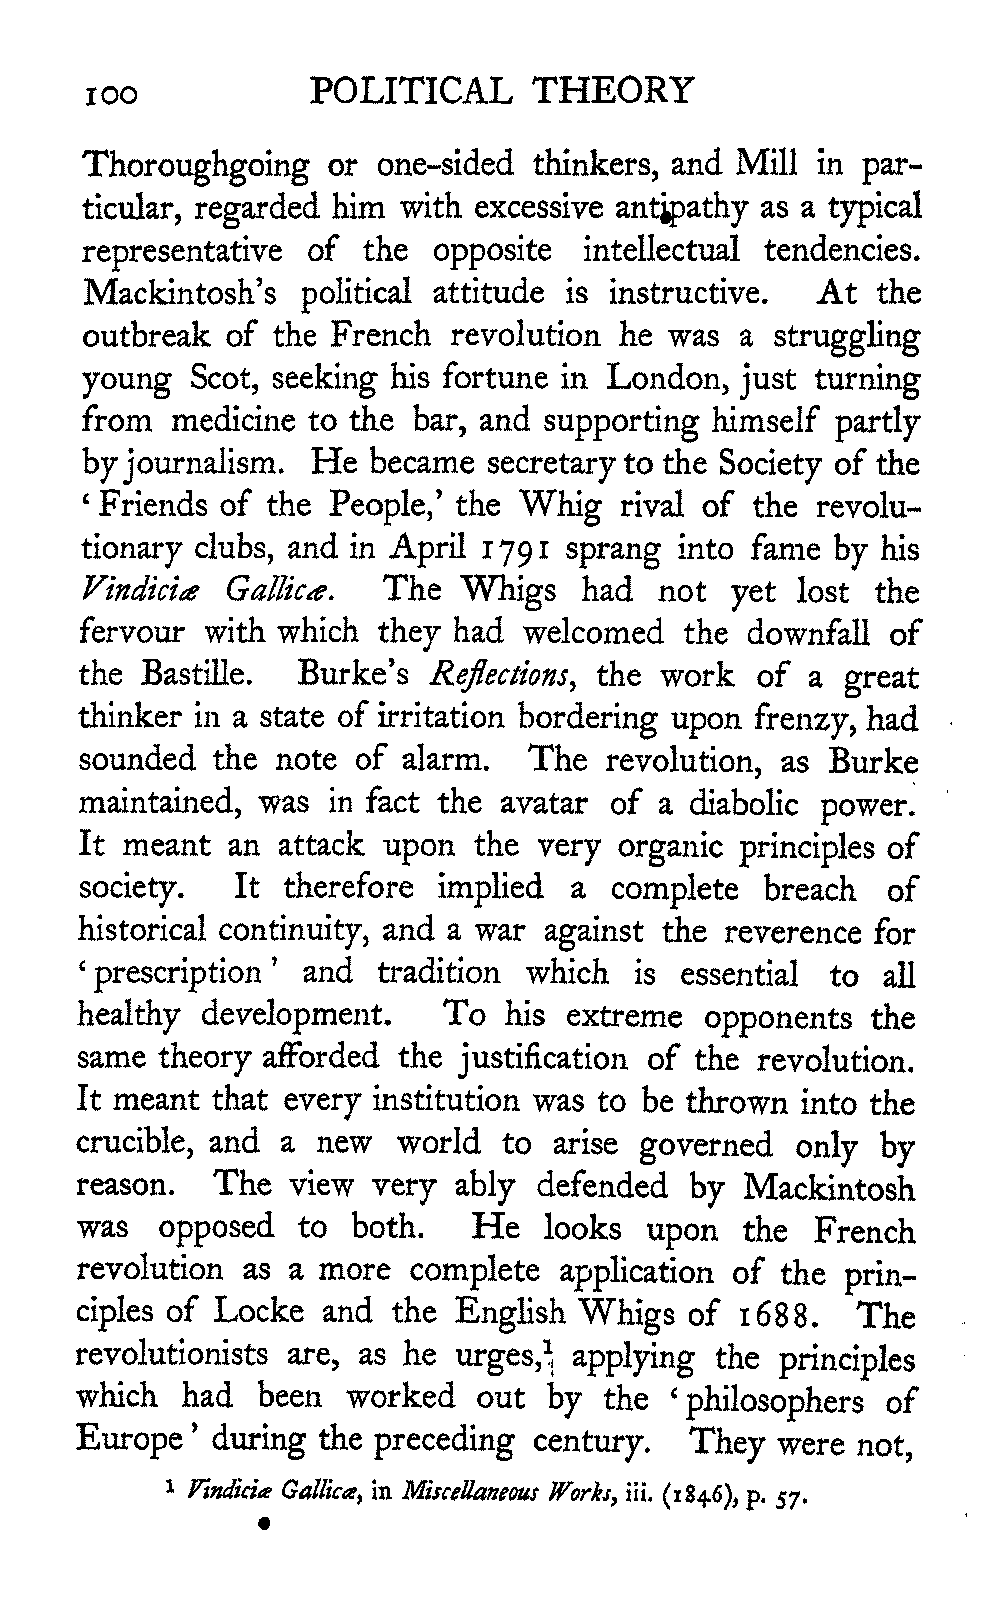 100 POLITICAL THEORY
Thoroughgoing or one-sided thinkers, and Mill in par-
ticular, regarded him with excessive antipathy as a typical
representative of the opposite intellectual tendencies.
Mackintosh's political attitude is instructive. At the
outbreak of the French revolution he was a struggling
young Scot, seeking his fortune in London, just turning
from medicine to the bar, and supporting himself partly
by journalism. He became secretary to the Society of the
‘ Friends of the People,’ the Whig rival of the revolu-
tionary clubs, and in April 1791 sprang into fame by his
Vindiciæ Gallicæ. The Whigs had not yet lost the
fervour with which they had welcomed the downfall of
the Bastille. Burke's Reflections, the work of a great
thinker in a state of irritation bordering upon frenzy, had
sounded the note of alarm. The revolution, as Burke
maintained, was in fact the avatar of a diabolic power.
It meant an attack upon the very organic principles of
society. It therefore implied a complete breach of
historical continuity, and a war against the reverence for
‘ prescription ’ and tradition which is essential to all
healthy development. To his extreme opponents the
same theory afforded the justification of the revolution.
It meant that every institution was to be thrown into the
crucible, and a new world to arise governed only by
reason. The view very ably defended by Mackintosh
was opposed to both. He looks upon the French
revolution as a more complete application of the prin-
ciples of Locke and the English Whigs of 1688. The
revolutionists are, as he urges,¹ applying the principles
which had been worked out by the ‘ philosophers of
Europe ’ during the preceding century. They were not,
¹ Vindiciæ Gallicæ, in Miscellaneous Works, iii. (1846), p. 57.